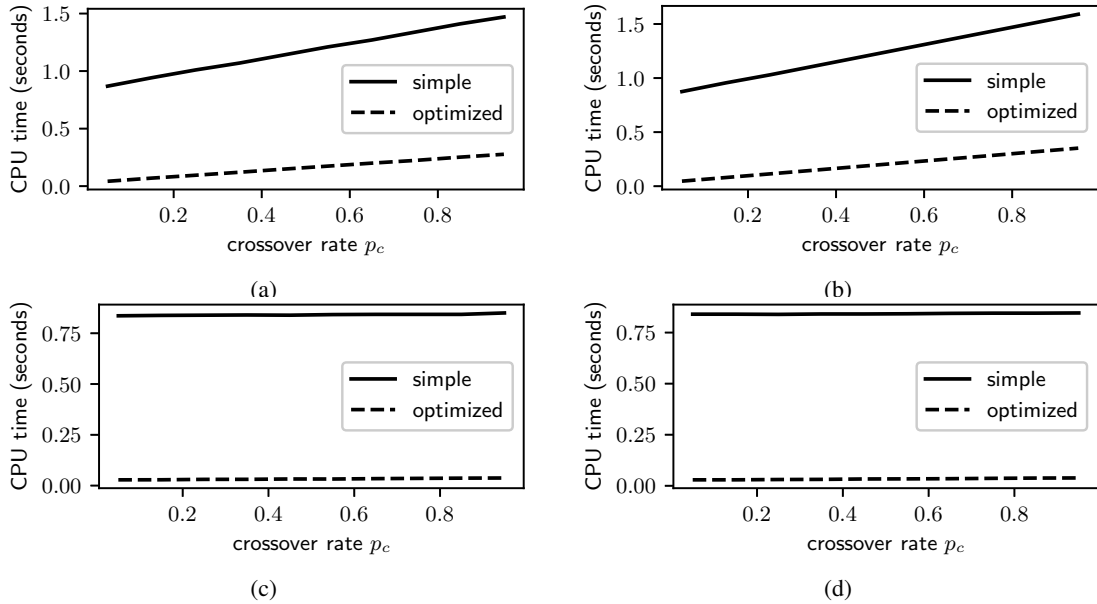 CPU time (seconds)
1.5
1.0
0.5
0.0
simple
optimized
0.2 0.4 0.6 0.8
crossover rate p_c
(a)
CPU time (seconds)
1.5
1.0
0.5
0.0
simple
optimized
0.2 0.4 0.6 0.8
crossover rate p_c
(b)
CPU time (seconds)
0.75
0.50
0.25
0.00
simple
optimized
0.2 0.4 0.6 0.8
crossover rate p_c
(c)
CPU time (seconds)
0.75
0.50
0.25
0.00
simple
optimized
0.2 0.4 0.6 0.8
crossover rate p_c
(d)